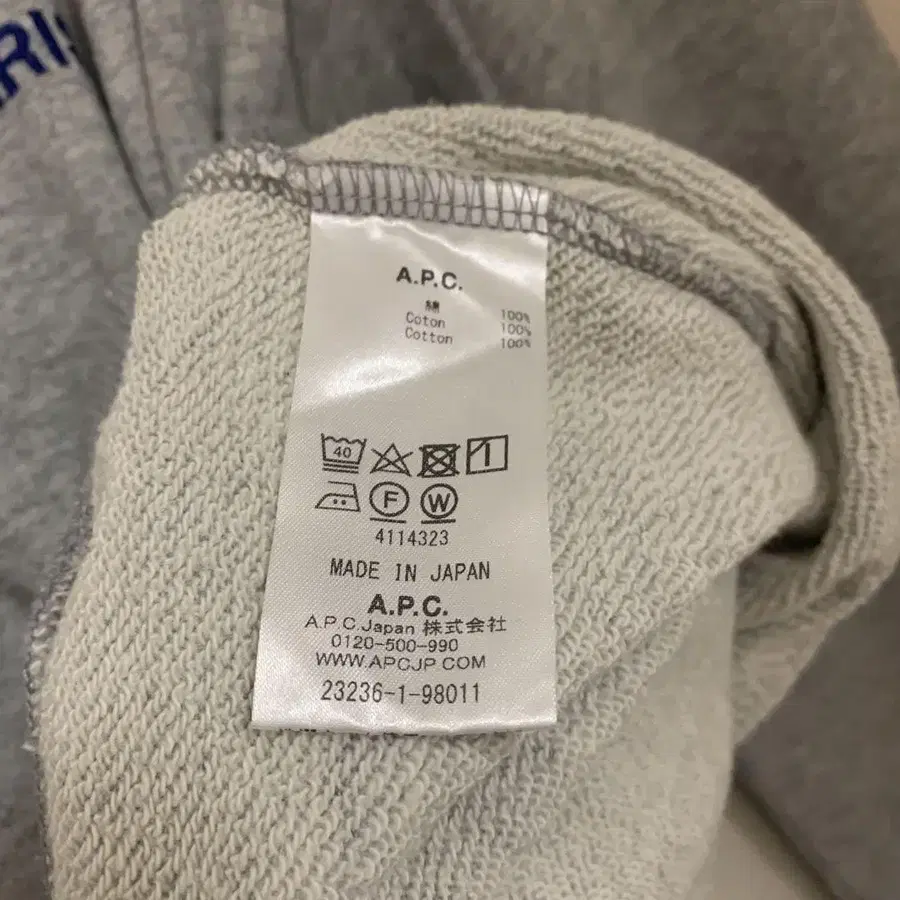 RI
A.P.C.
綿 100%
Coton 100%
Cotton 100%
40
F W
4114323
MADE IN JAPAN
A.P.C.
A.P.C.Japan 株式会社
0120-500-990
WWW.APCJP.COM
23236-1-98011